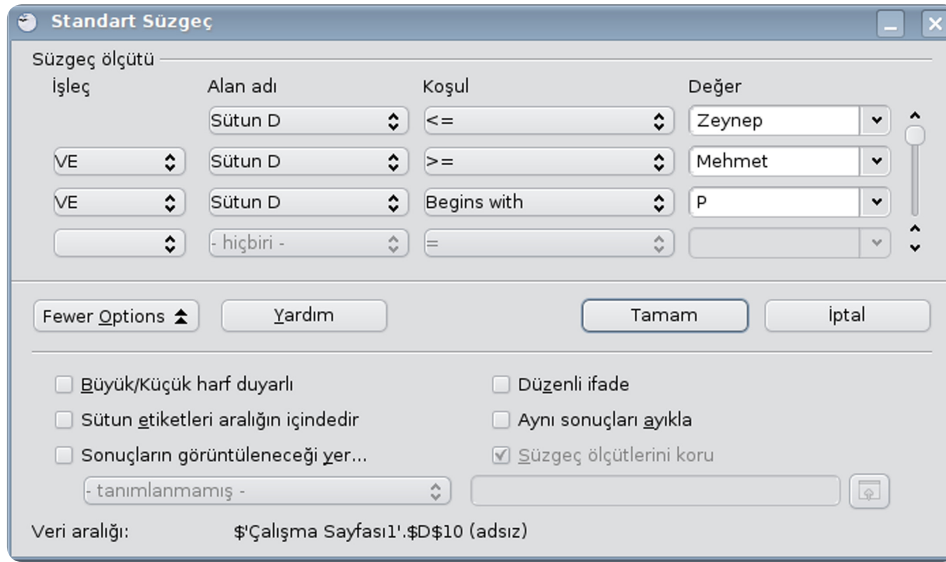 Standart Süzgeç
Süzgeç ölçütü
İşleç Alan adı Koşul Değer
Sütun D <= Zeynep
VE Sütun D >= Mehmet
VE Sütun D Begins with P
- hiçbiri - =
Fewer Options Yardım Tamam İptal
Büyük/Küçük harf duyarlı Düzenli ifade
Sütun etiketleri aralığın içindedir Aynı sonuçları ayıkla
Sonuçların görüntüleneceği yer... Süzgeç ölçütlerini koru
- tanımlanmamış -
Veri aralığı: $'Çalışma Sayfası1'.$D$10 (adsız)